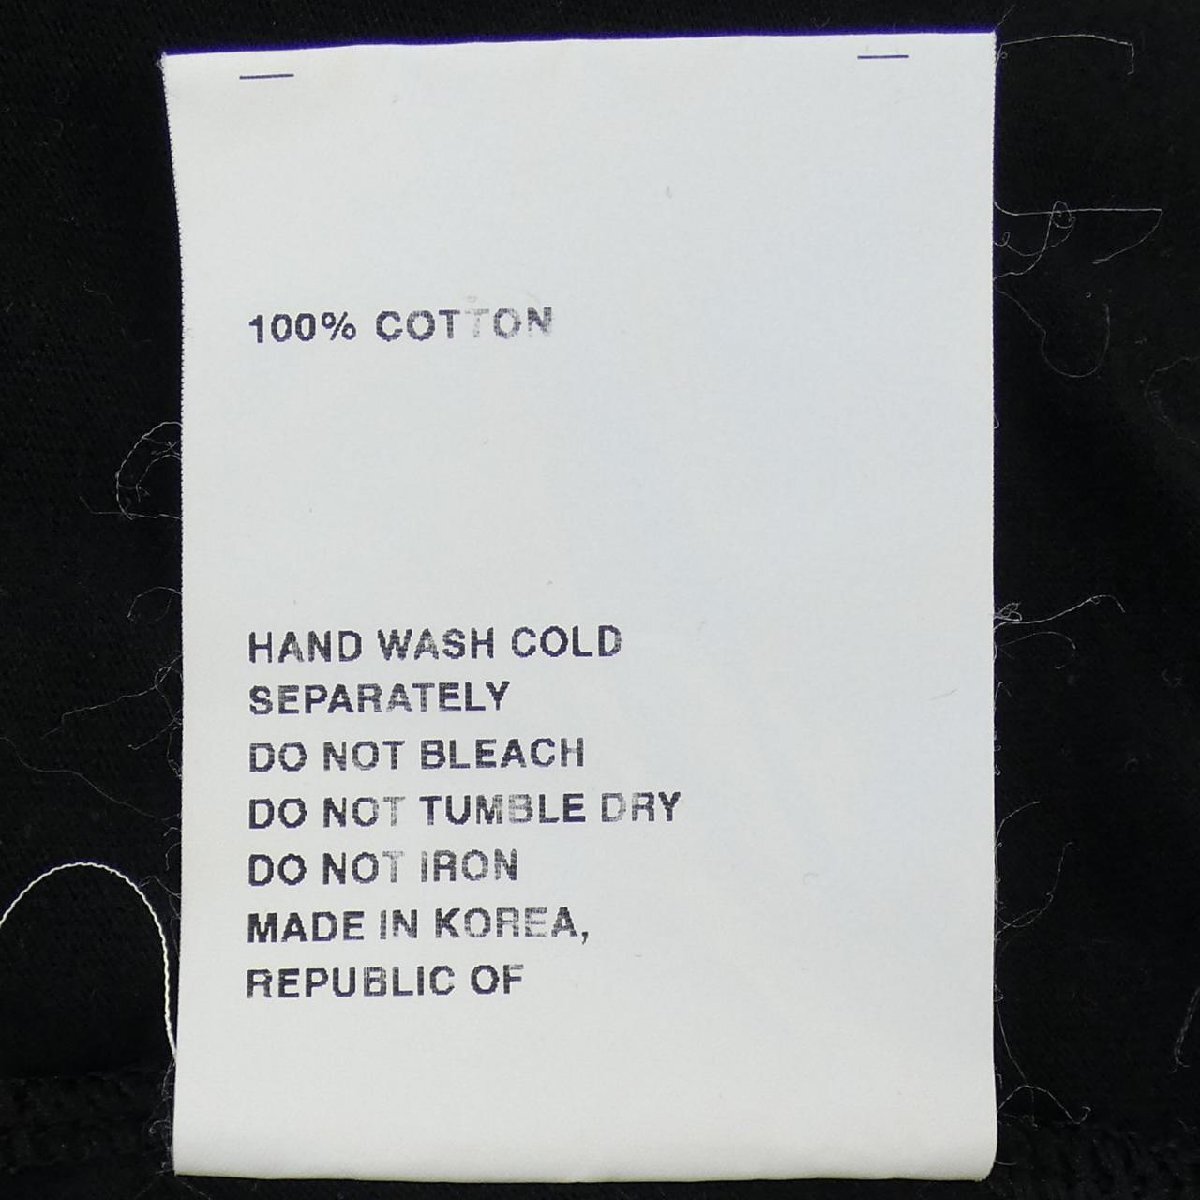 100% COTTON
HAND WASH COLD
SEPARATELY
DO NOT BLEACH
DO NOT TUMBLE DRY
DO NOT IRON
MADE IN KOREA,
REPUBLIC OF